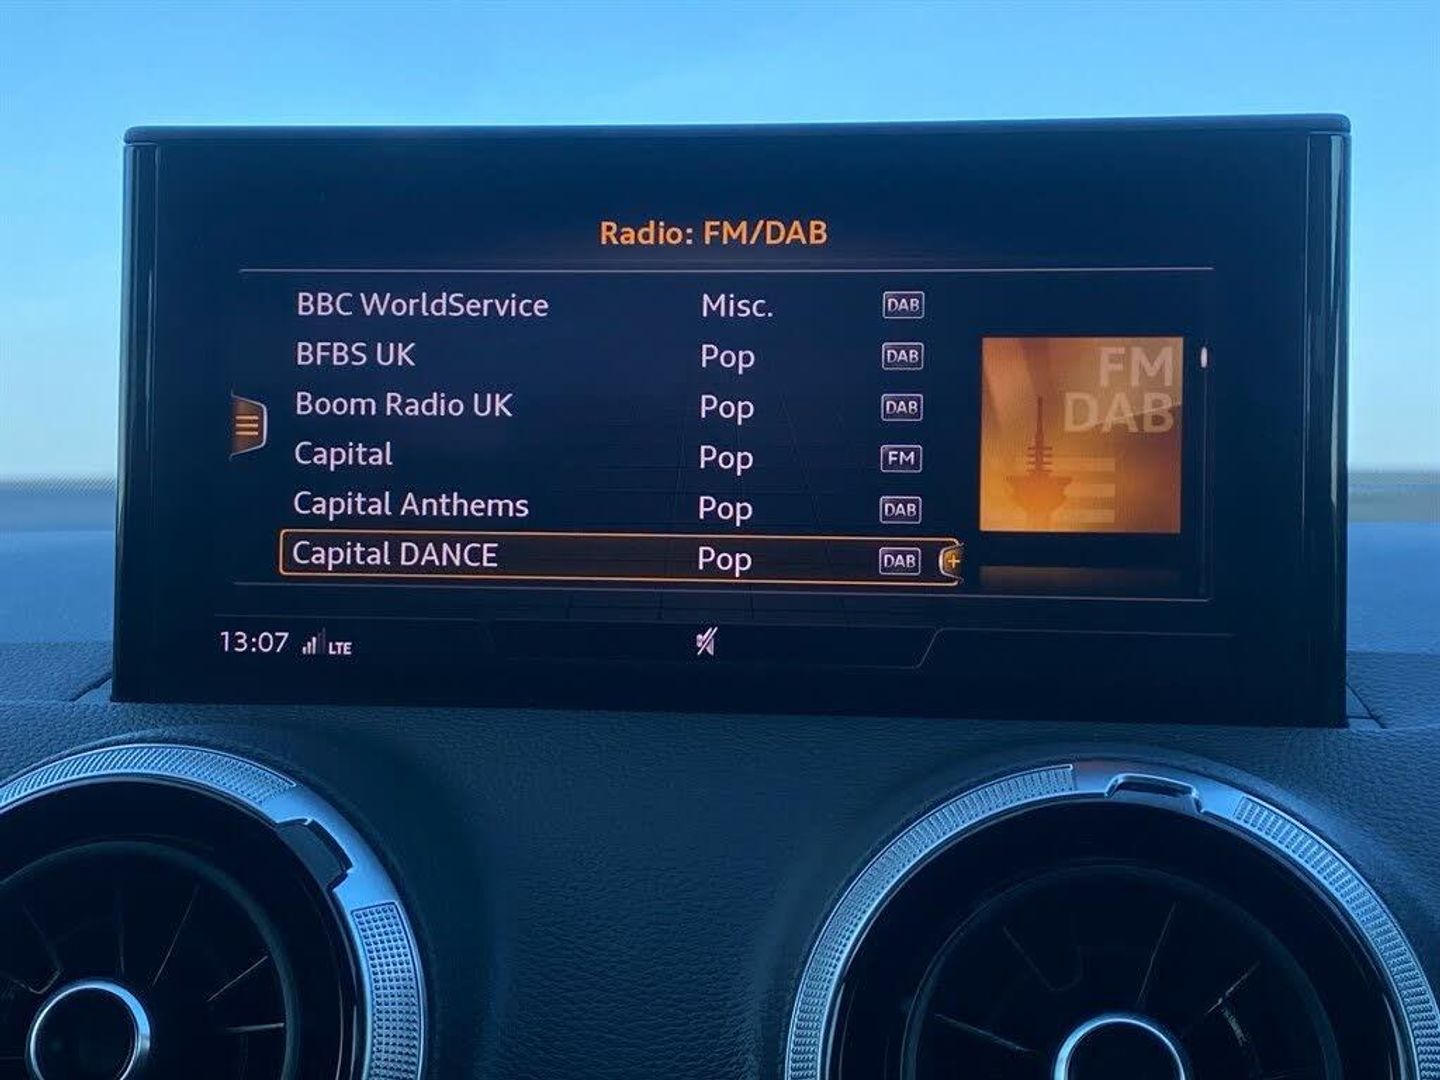 Radio: FM/DAB
BBC WorldService Misc. DAB
BFBS UK Pop DAB
Boom Radio UK Pop DAB
Capital Pop FM
Capital Anthems Pop DAB
Capital DANCE Pop DAB
FM
DAB
13:07 LTE